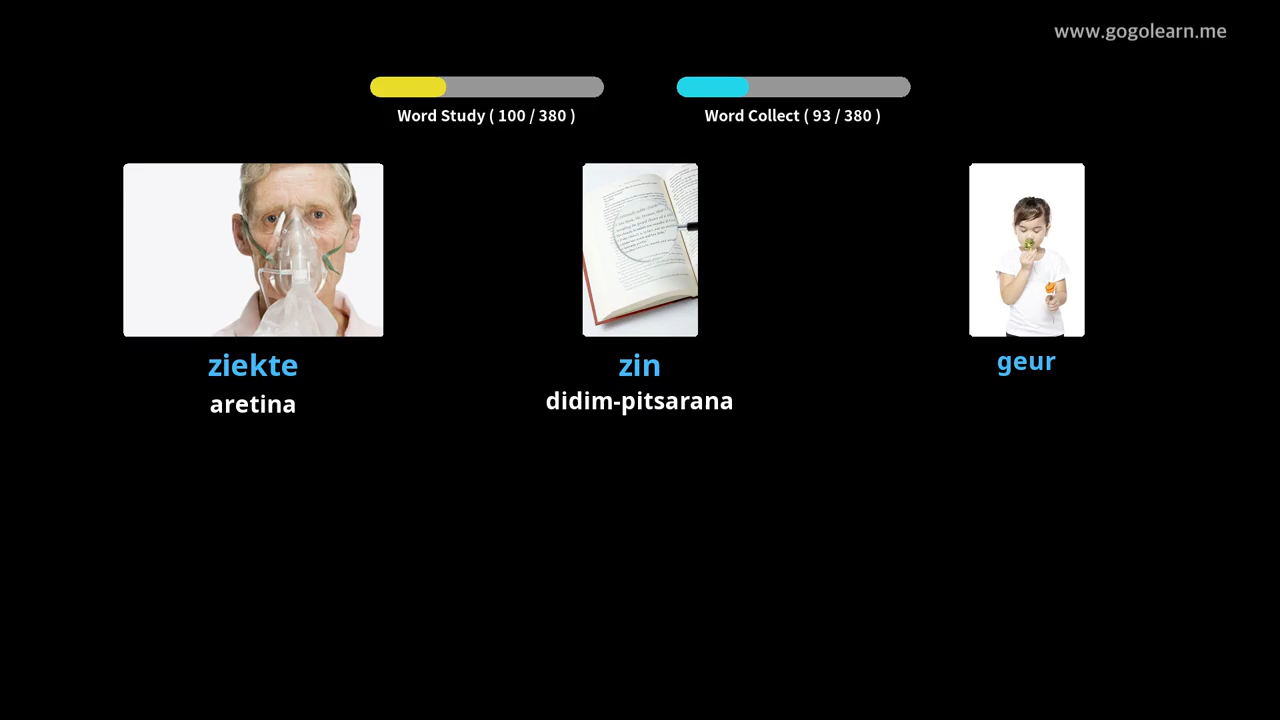 www.gogolearn.me
Word Study ( 100 / 380 )
Word Collect ( 93 / 380 )
ziekte
aretina
zin
didim-pitsarana
geur